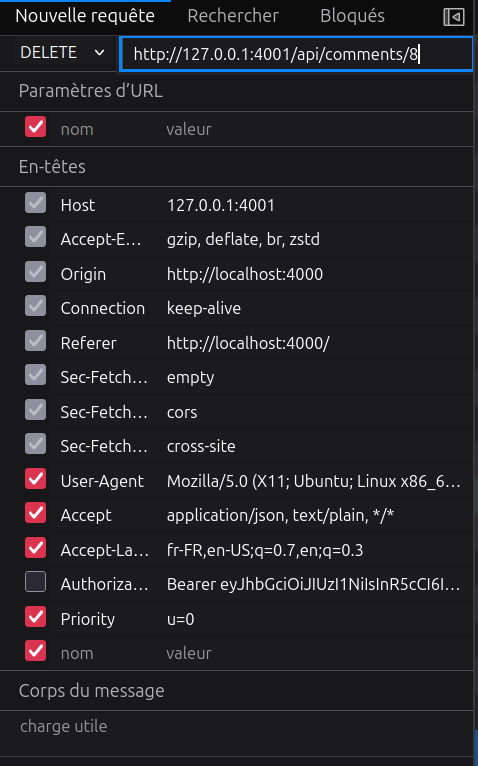 Nouvelle requête Rechercher Bloqués
DELETE http://127.0.0.1:4001/api/comments/8
Paramètres d’URL
nom valeur
En-têtes
Host 127.0.0.1:4001
Accept-E… gzip, deflate, br, zstd
Origin http://localhost:4000
Connection keep-alive
Referer http://localhost:4000/
Sec-Fetch… empty
Sec-Fetch… cors
Sec-Fetch… cross-site
User-Agent Mozilla/5.0 (X11; Ubuntu; Linux x86_6…
Accept application/json, text/plain, */*
Accept-La… fr-FR,en-US;q=0.7,en;q=0.3
Authoriza… Bearer eyJhbGciOiJIUzI1NiIsInR5cCI6I…
Priority u=0
nom valeur
Corps du message
charge utile